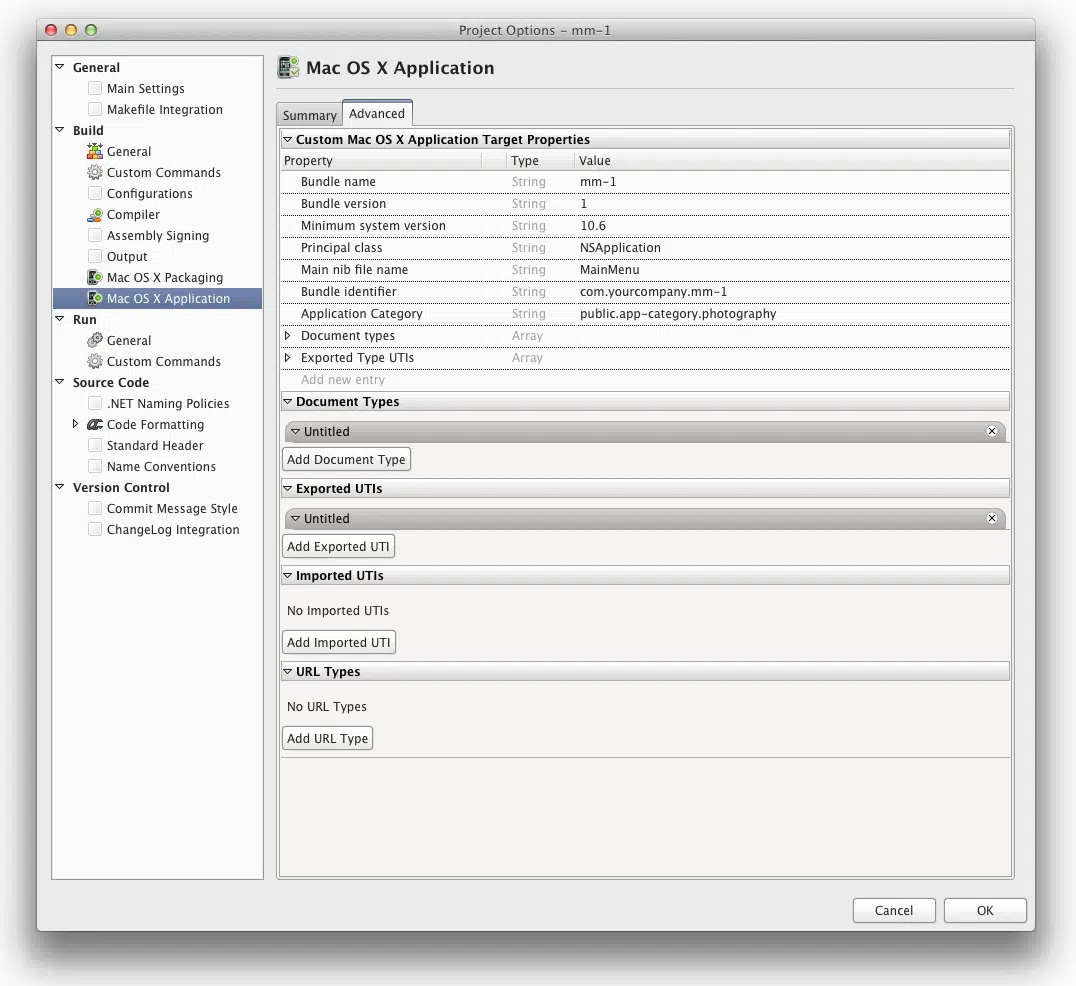 Project Options – mm-1
General
Main Settings
Makefile Integration
Build
General
Custom Commands
Configurations
Compiler
Assembly Signing
Output
Mac OS X Packaging
Mac OS X Application
Run
General
Custom Commands
Source Code
.NET Naming Policies
Code Formatting
Standard Header
Name Conventions
Version Control
Commit Message Style
ChangeLog Integration
Mac OS X Application
Summary Advanced
Custom Mac OS X Application Target Properties
Property Type Value
Bundle name String mm-1
Bundle version String 1
Minimum system version String 10.6
Principal class String NSApplication
Main nib file name String MainMenu
Bundle identifier String com.yourcompany.mm-1
Application Category String public.app-category.photography
Document types Array
Exported Type UTIs Array
Add new entry
Document Types
Untitled
Add Document Type
Exported UTIs
Untitled
Add Exported UTI
Imported UTIs
No Imported UTIs
Add Imported UTI
URL Types
No URL Types
Add URL Type
Cancel OK